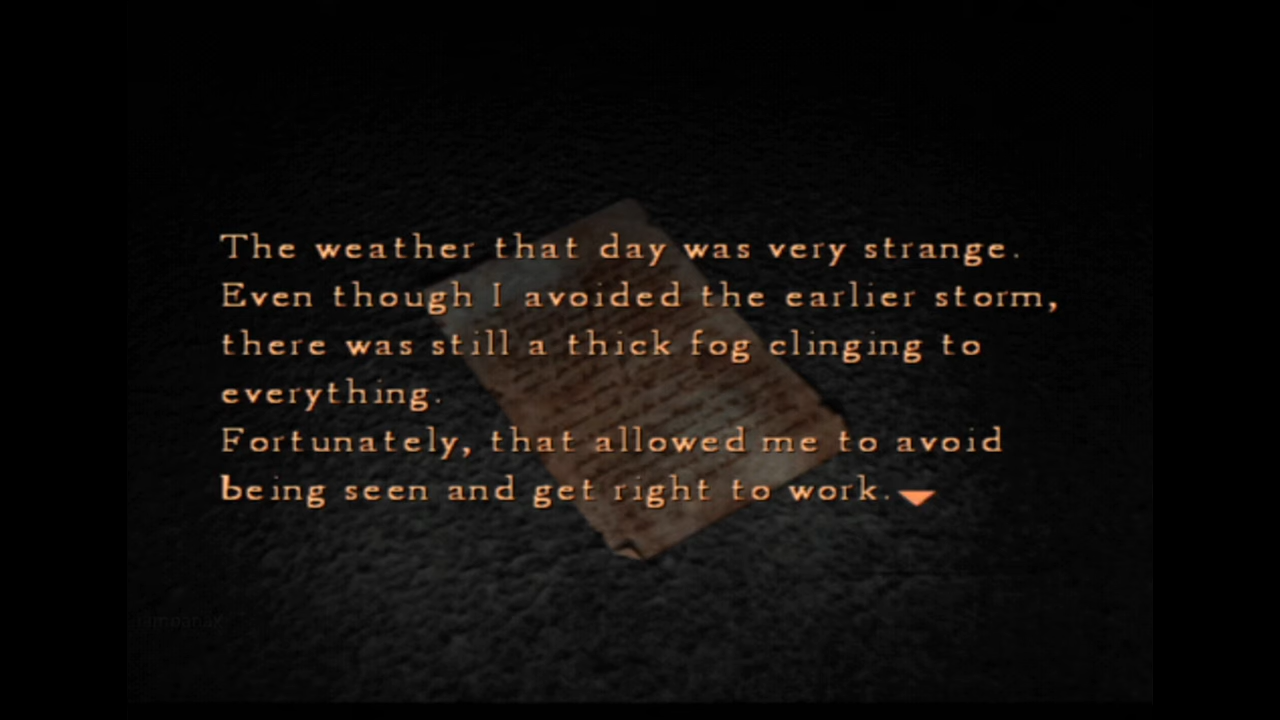 The weather that day was very strange.
Even though I avoided the earlier storm,
there was still a thick fog clinging to
everything.
Fortunately, that allowed me to avoid
being seen and get right to work.